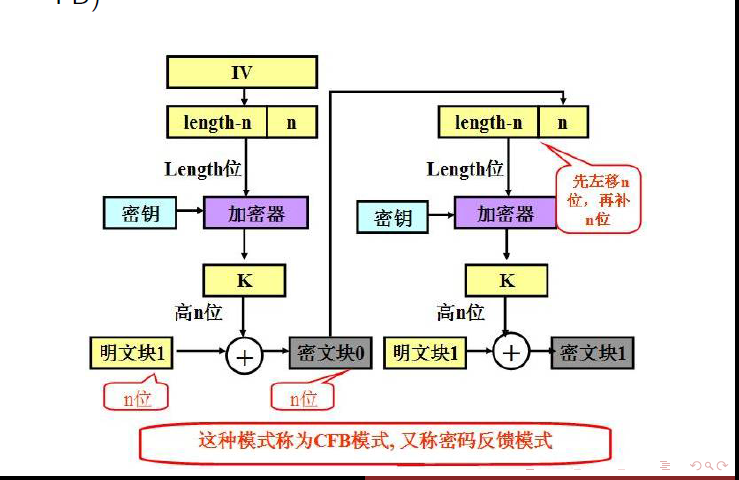 IV
length-n n
length-n n
Length位
Length位
先左移n
位，再补
n位
密钥
加密器
密钥
加密器
K
K
高n位
高n位
明文块1
+
密文块0
明文块1
+
密文块1
n位
n位
这种模式称为CFB模式, 又称密码反馈模式